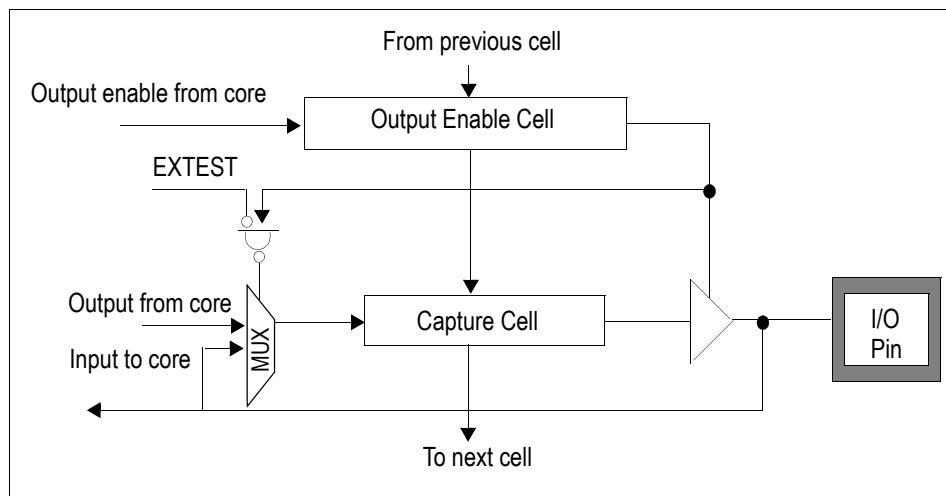 From previous cell
Output enable from core
Output Enable Cell
EXTEST
Output from core
Input to core
MUX
Capture Cell
I/O
Pin
To next cell